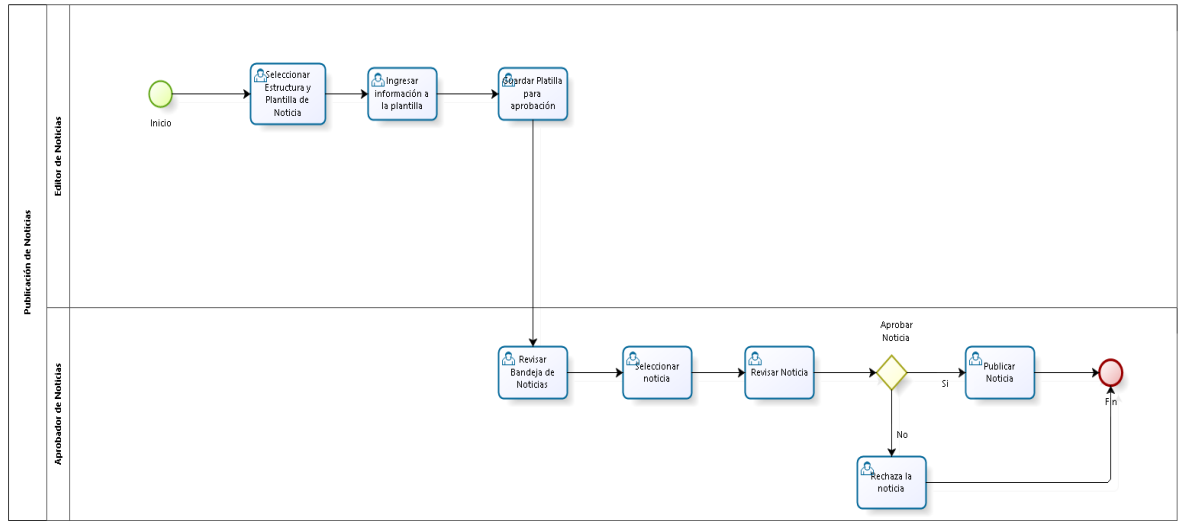 Publicación de Noticias
Editor de Noticias
Inicio
Seleccionar
Estructura y
Plantilla de
Noticia
Ingresar
información a
la plantilla
Guardar Platilla
para
aprobación
Aprobador de Noticias
Revisar
Bandeja de
Noticias
Seleccionar
noticia
Revisar Noticia
Aprobar
Noticia
Si
Publicar
Noticia
Fin
No
Rechaza la
noticia